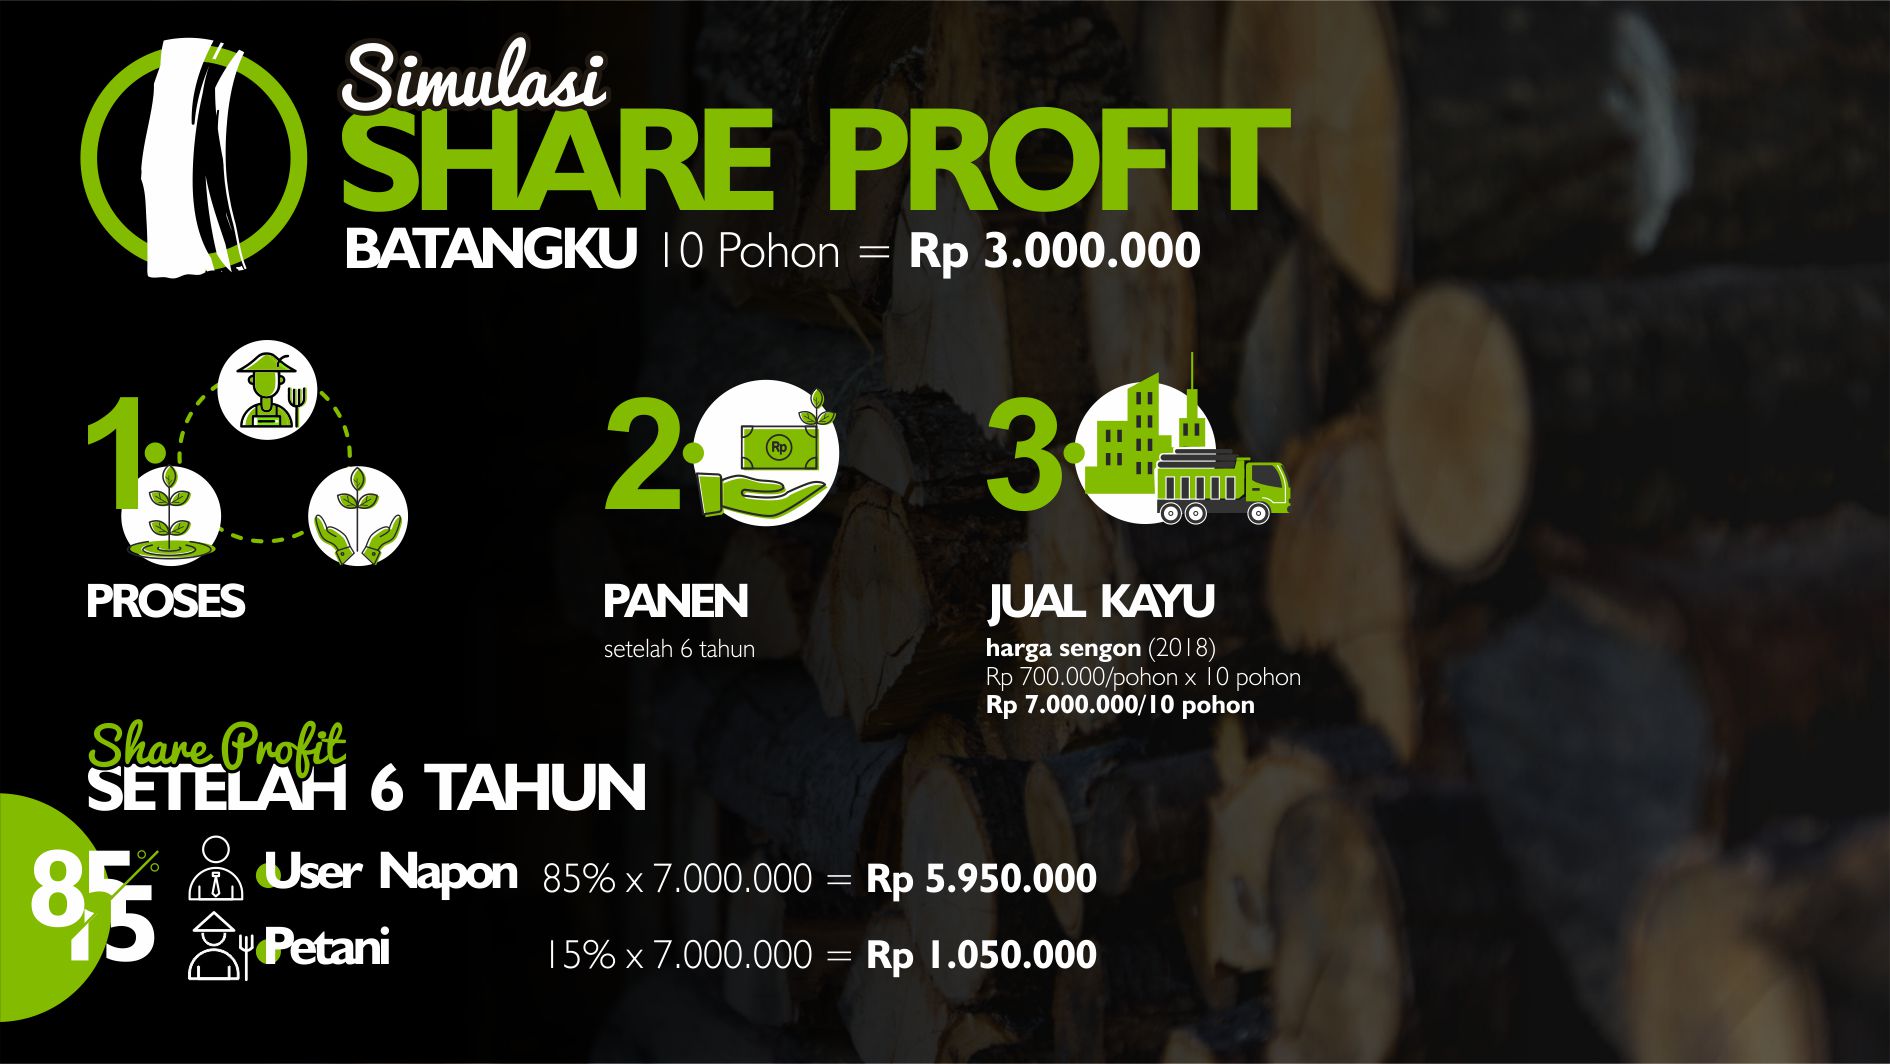 Simulasi
SHARE PROFIT
BATANGKU 10 Pohon = Rp 3.000.000
1
2
Rp
3
PROSES
PANEN
setelah 6 tahun
JUAL KAYU
harga sengon (2018)
Rp 700.000/pohon x 10 pohon
Rp 7.000.000/10 pohon
Share Profit
SETELAH 6 TAHUN
85%
15
User Napon 85% x 7.000.000 = Rp 5.950.000
Petani 15% x 7.000.000 = Rp 1.050.000